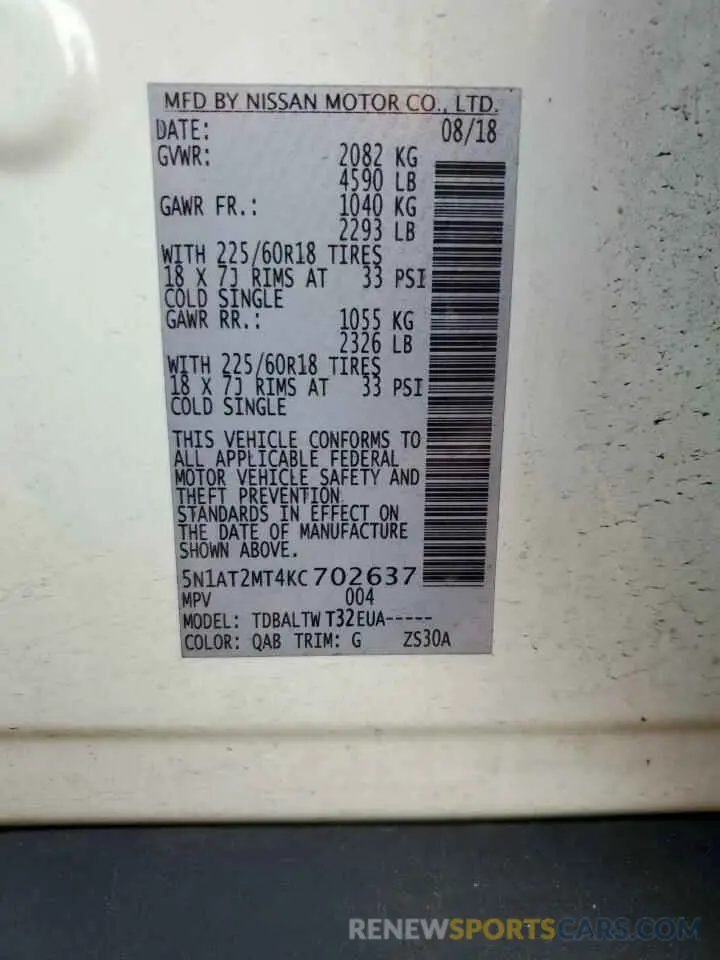 MFD BY NISSAN MOTOR CO., LTD.
DATE: 08/18
GVWR: 2082 KG
4590 LB
GAWR FR.: 1040 KG
2293 LB
WITH 225/60R18 TIRES
18 X 7J RIMS AT 33 PSI
COLD SINGLE
GAWR RR.: 1055 KG
2326 LB
WITH 225/60R18 TIRES
18 X 7J RIMS AT 33 PSI
COLD SINGLE
THIS VEHICLE CONFORMS TO
ALL APPLICABLE FEDERAL
MOTOR VEHICLE SAFETY AND
THEFT PREVENTION
STANDARDS IN EFFECT ON
THE DATE OF MANUFACTURE
SHOWN ABOVE.
5N1AT2MT4KC702637
MPV 004
MODEL: TDBALTW T32EUA-----
COLOR: QAB TRIM: G ZS30A
RENEWSPORTSCARS.COM